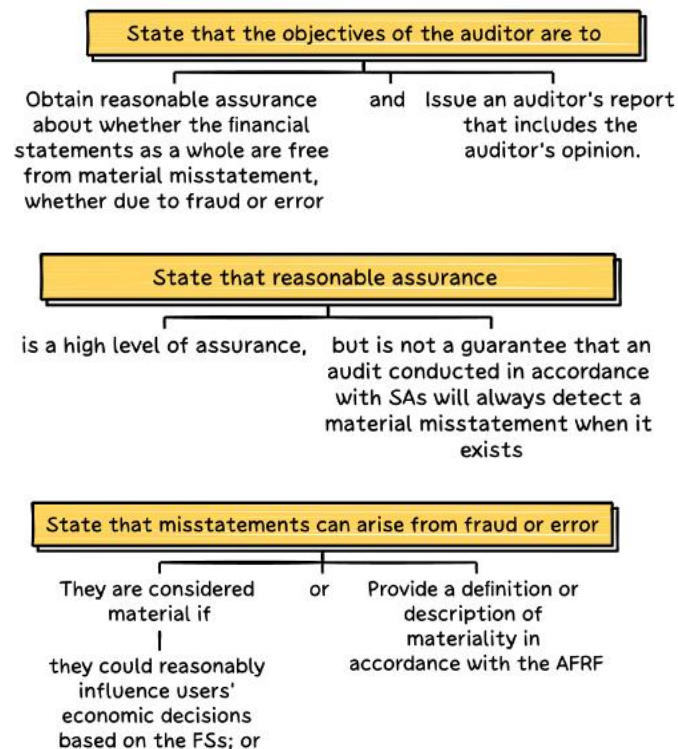 State that the objectives of the auditor are to
Obtain reasonable assurance
about whether the financial
statements as a whole are free
from material misstatement,
whether due to fraud or error
and
Issue an auditor's report
that includes the
auditor's opinion.
State that reasonable assurance
is a high level of assurance,
but is not a guarantee that an
audit conducted in accordance
with SAs will always detect a
material misstatement when it
exists
State that misstatements can arise from fraud or error
They are considered
material if
they could reasonably
influence users'
economic decisions
based on the FSs; or
or
Provide a definition or
description of
materiality in
accordance with the AFRF